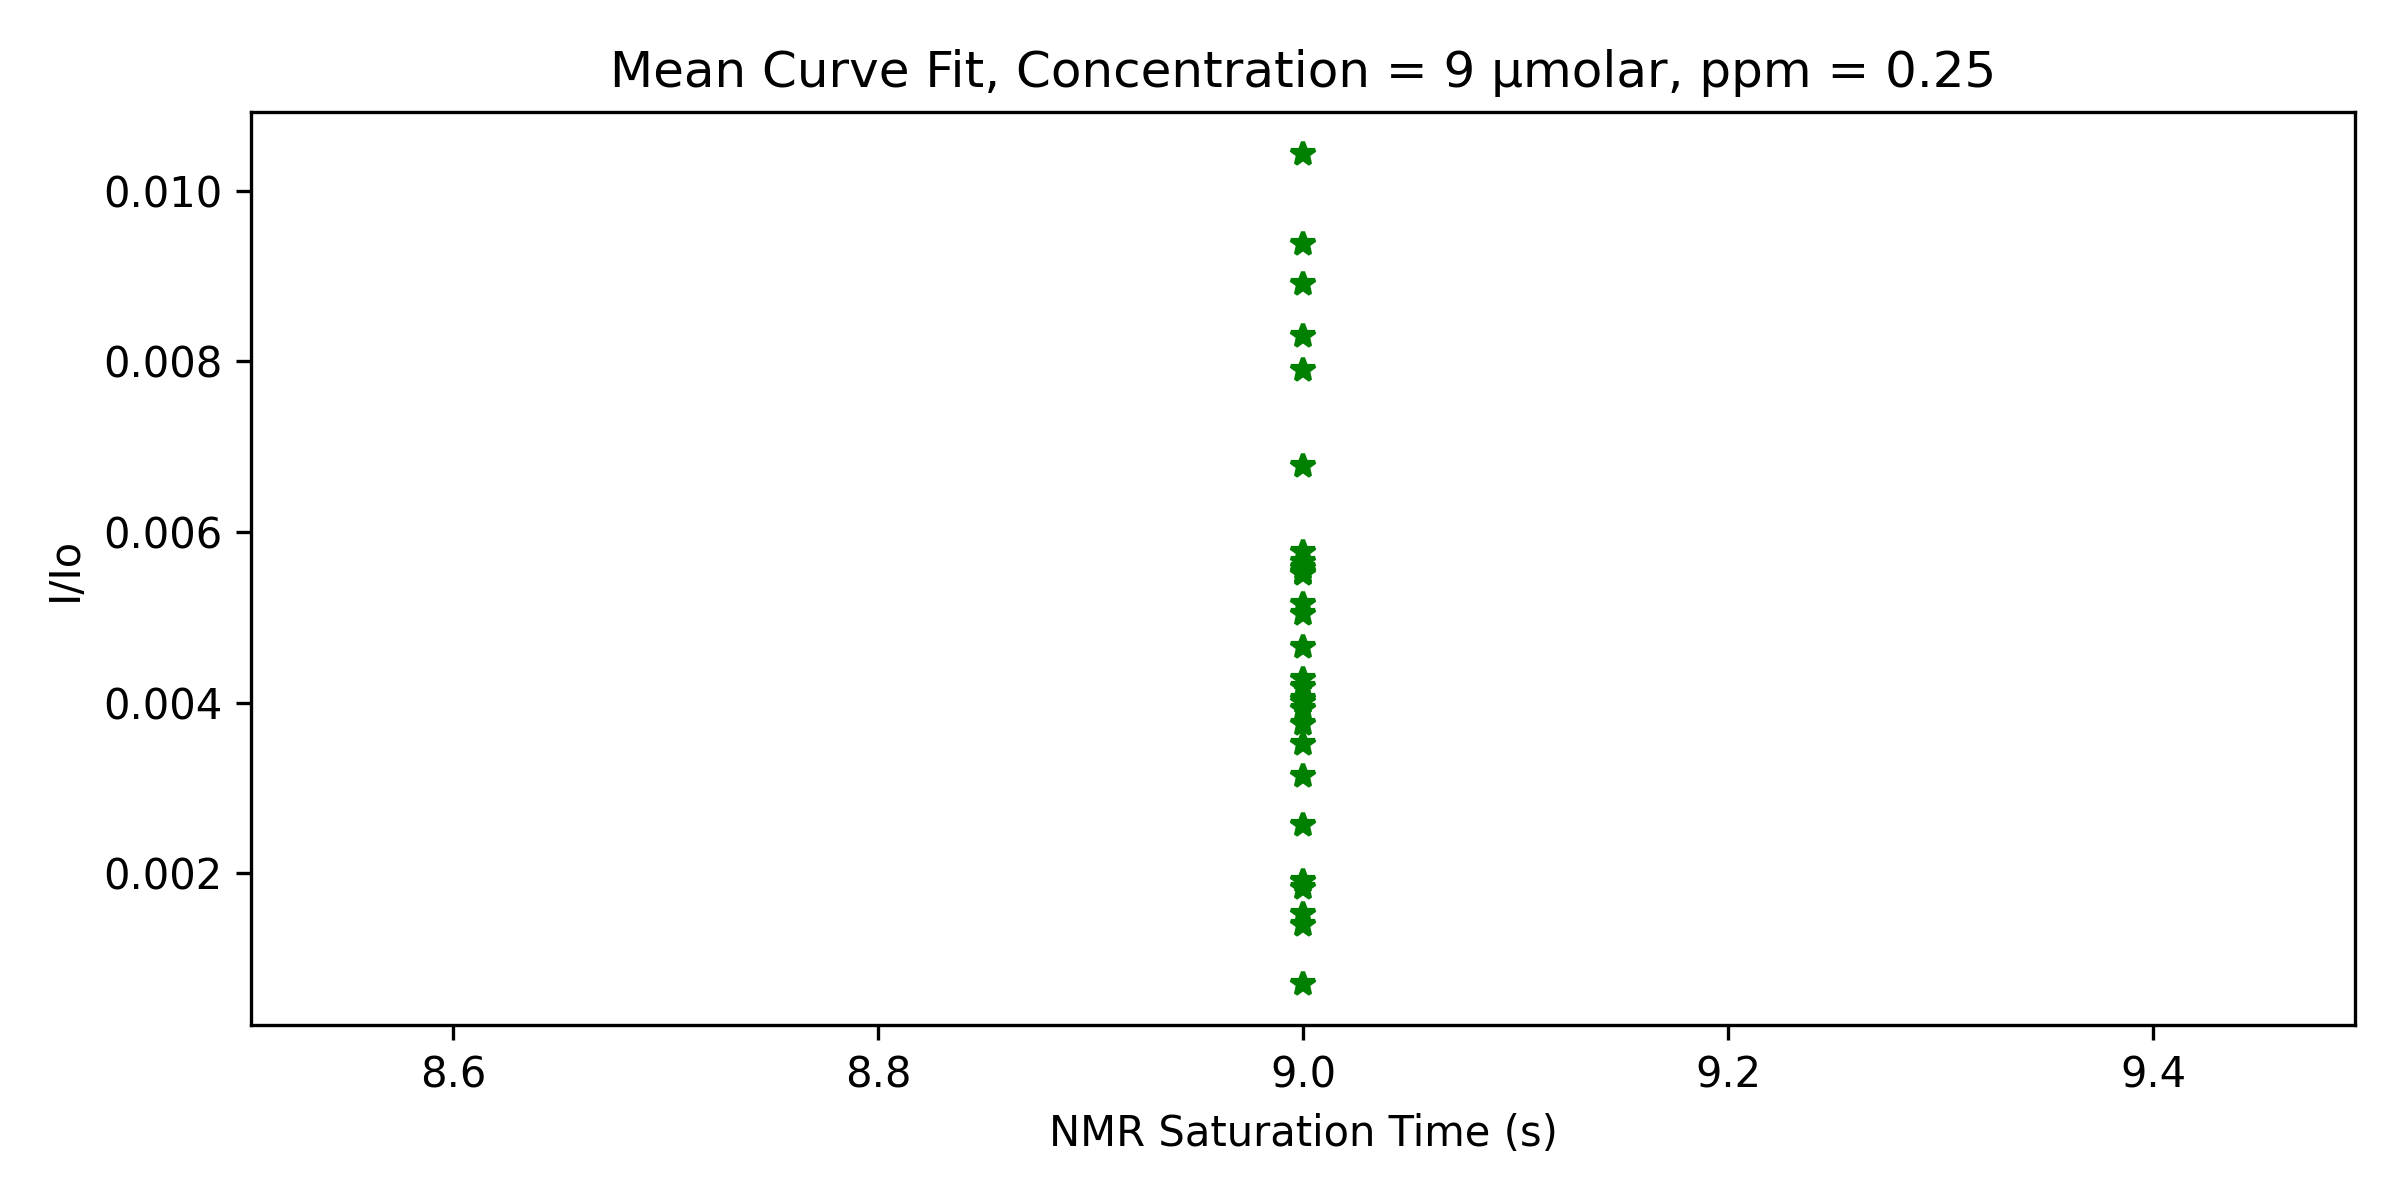 Mean Curve Fit, Concentration = 9 μmolar, ppm = 0.25
0.010
0.008
0.006
0.004
0.002
I/Io
8.6 8.8 9.0 9.2 9.4
NMR Saturation Time (s)